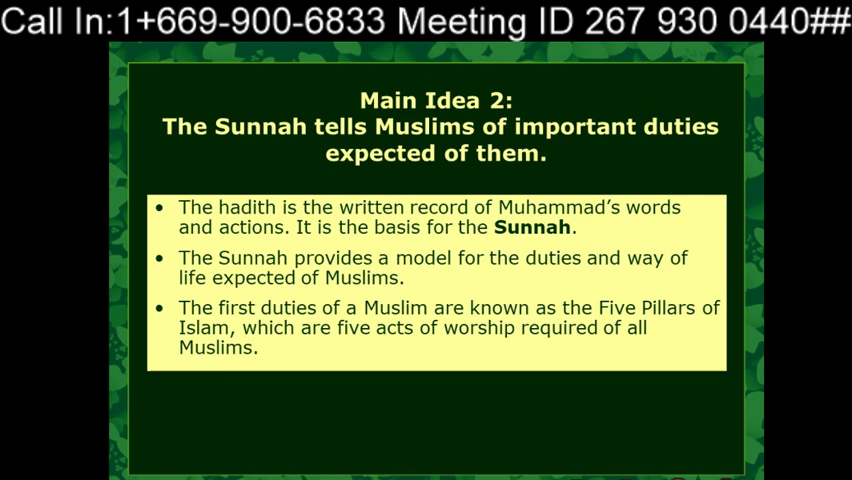 Call In:1+669-900-6833 Meeting ID 267 930 0440##
Main Idea 2:
The Sunnah tells Muslims of important duties
expected of them.
• The hadith is the written record of Muhammad’s words
and actions. It is the basis for the Sunnah.
• The Sunnah provides a model for the duties and way of
life expected of Muslims.
• The first duties of a Muslim are known as the Five Pillars of
Islam, which are five acts of worship required of all
Muslims.